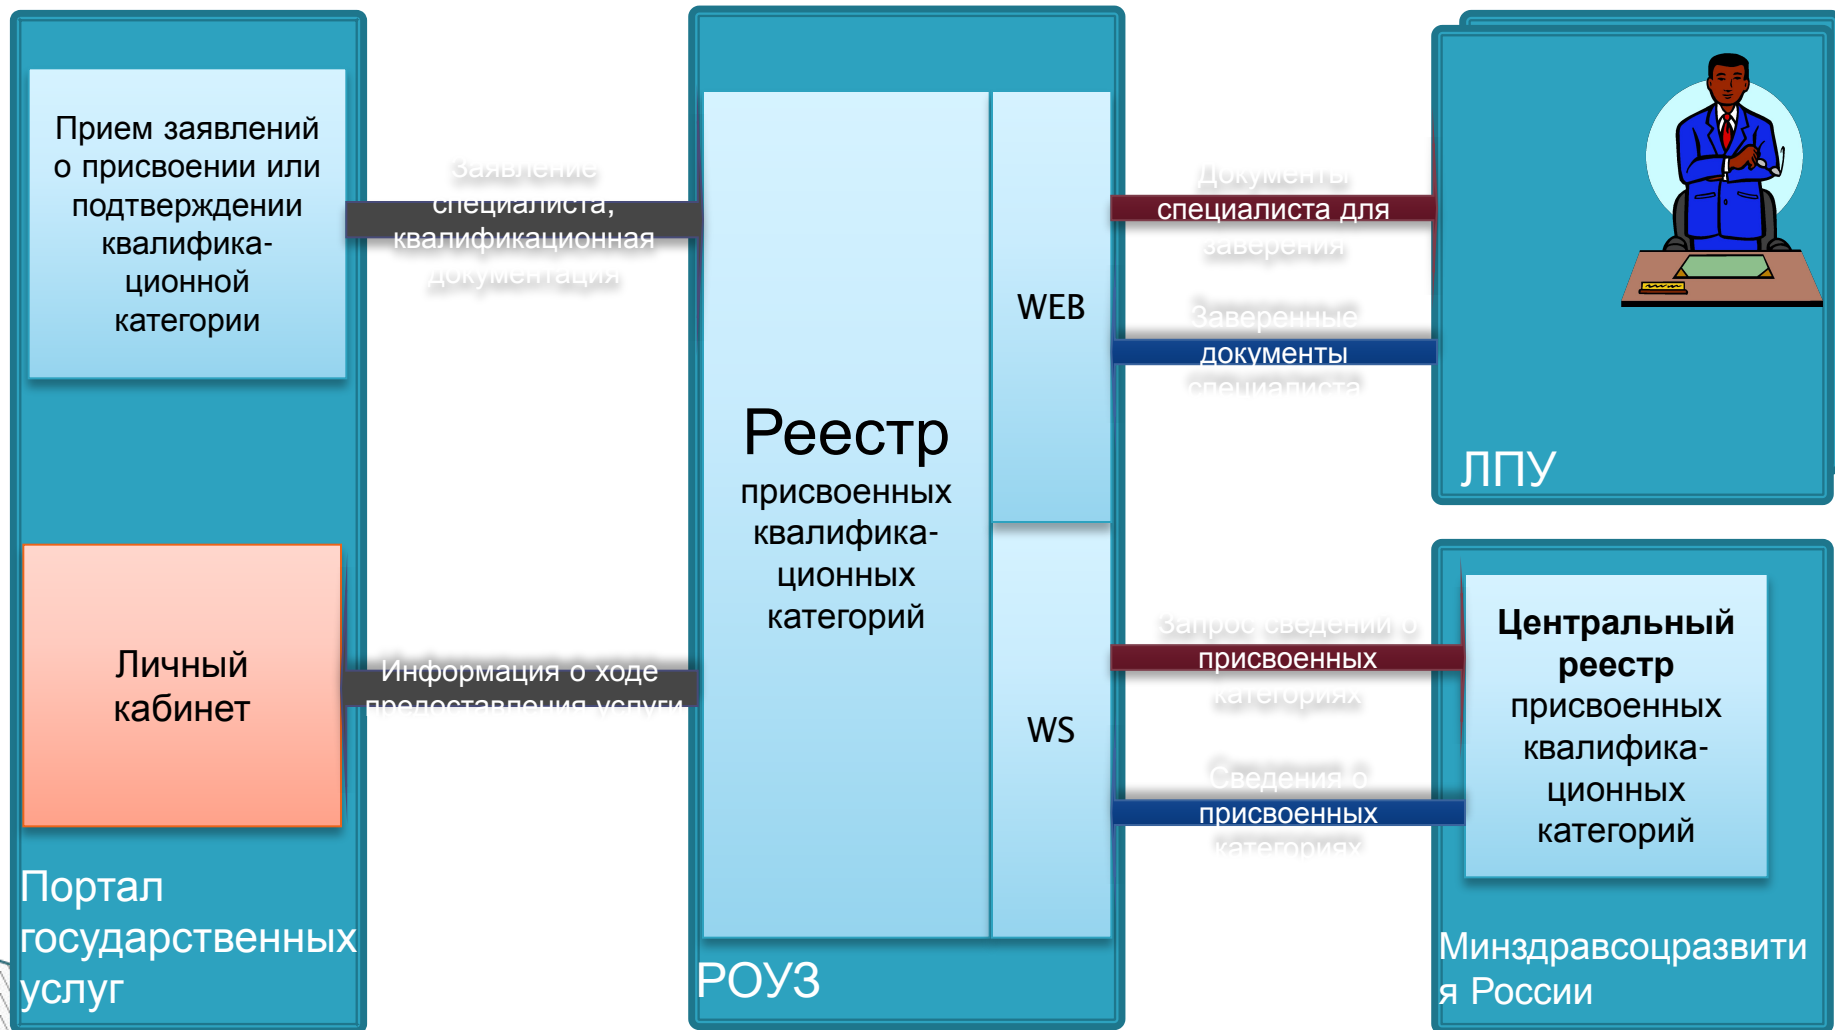 Прием заявлений
о присвоении или
подтверждении
квалифика-
ционной
категории
Личный
кабинет
Портал
государственных
услуг
Заявление
специалиста,
квалификационная
документация
Информация о ходе
предоставления услуги
Реестр
присвоенных
квалифика-
ционных
категорий
WEB
WS
РОУЗ
Документы
специалиста для
заверения
Заверенные
документы
специалиста
ЛПУ
Запрос сведений о
присвоенных
категориях
Сведения о
присвоенных
категориях
Центральный
реестр
присвоенных
квалифика-
ционных
категорий
Минздравсоцразвити
я России